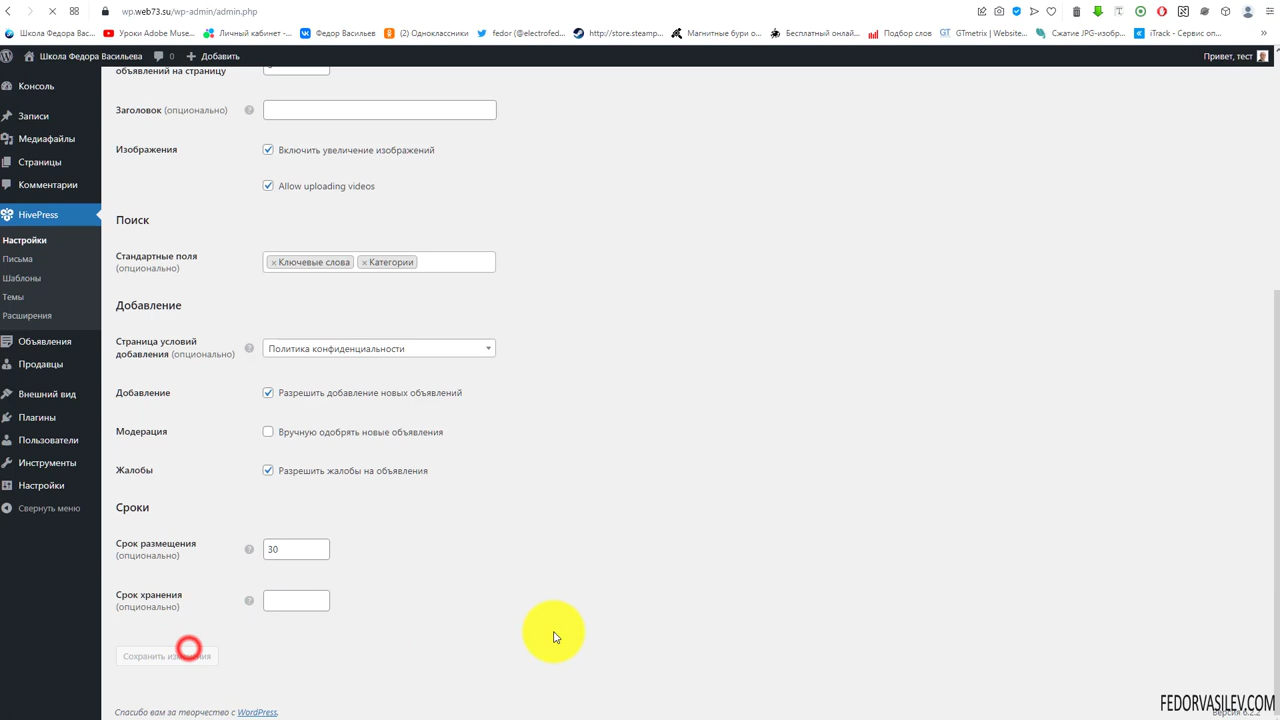 wp.web73.su/wp-admin/admin.php
Школа Федора Вас... Уроки Adobe Muse... Личный кабинет -... Федор Васильев (2) Одноклассники fedor (@electrofed... http://store.steamp... Магнитные бури о... Бесплатный онлай... Подбор слов GTmetrix | Website... Сжатие JPG-изобр... iTrack - Сервис оп... »
Школа Федора Васильева 0 Добавить Привет, тест
Консоль
Записи
Медиафайлы
Страницы
Комментарии
HivePress
Настройки
Письма
Шаблоны
Темы
Расширения
Объявления
Продавцы
Внешний вид
Плагины
Пользователи
Инструменты
Настройки
Свернуть меню
объявлений на страницу
Заголовок (опционально)
Изображения
Включить увеличение изображений
Allow uploading videos
Поиск
Стандартные поля (опционально)
× Ключевые слова × Категории
Добавление
Страница условий
добавления (опционально)
Политика конфиденциальности
Добавление
Разрешить добавление новых объявлений
Модерация
Вручную одобрять новые объявления
Жалобы
Разрешить жалобы на объявления
Сроки
Срок размещения
(опционально)
30
Срок хранения
(опционально)
Сохранить изменения
Спасибо вам за творчество с WordPress.
FEDORVASILEV.COM
Версия 6.2.2